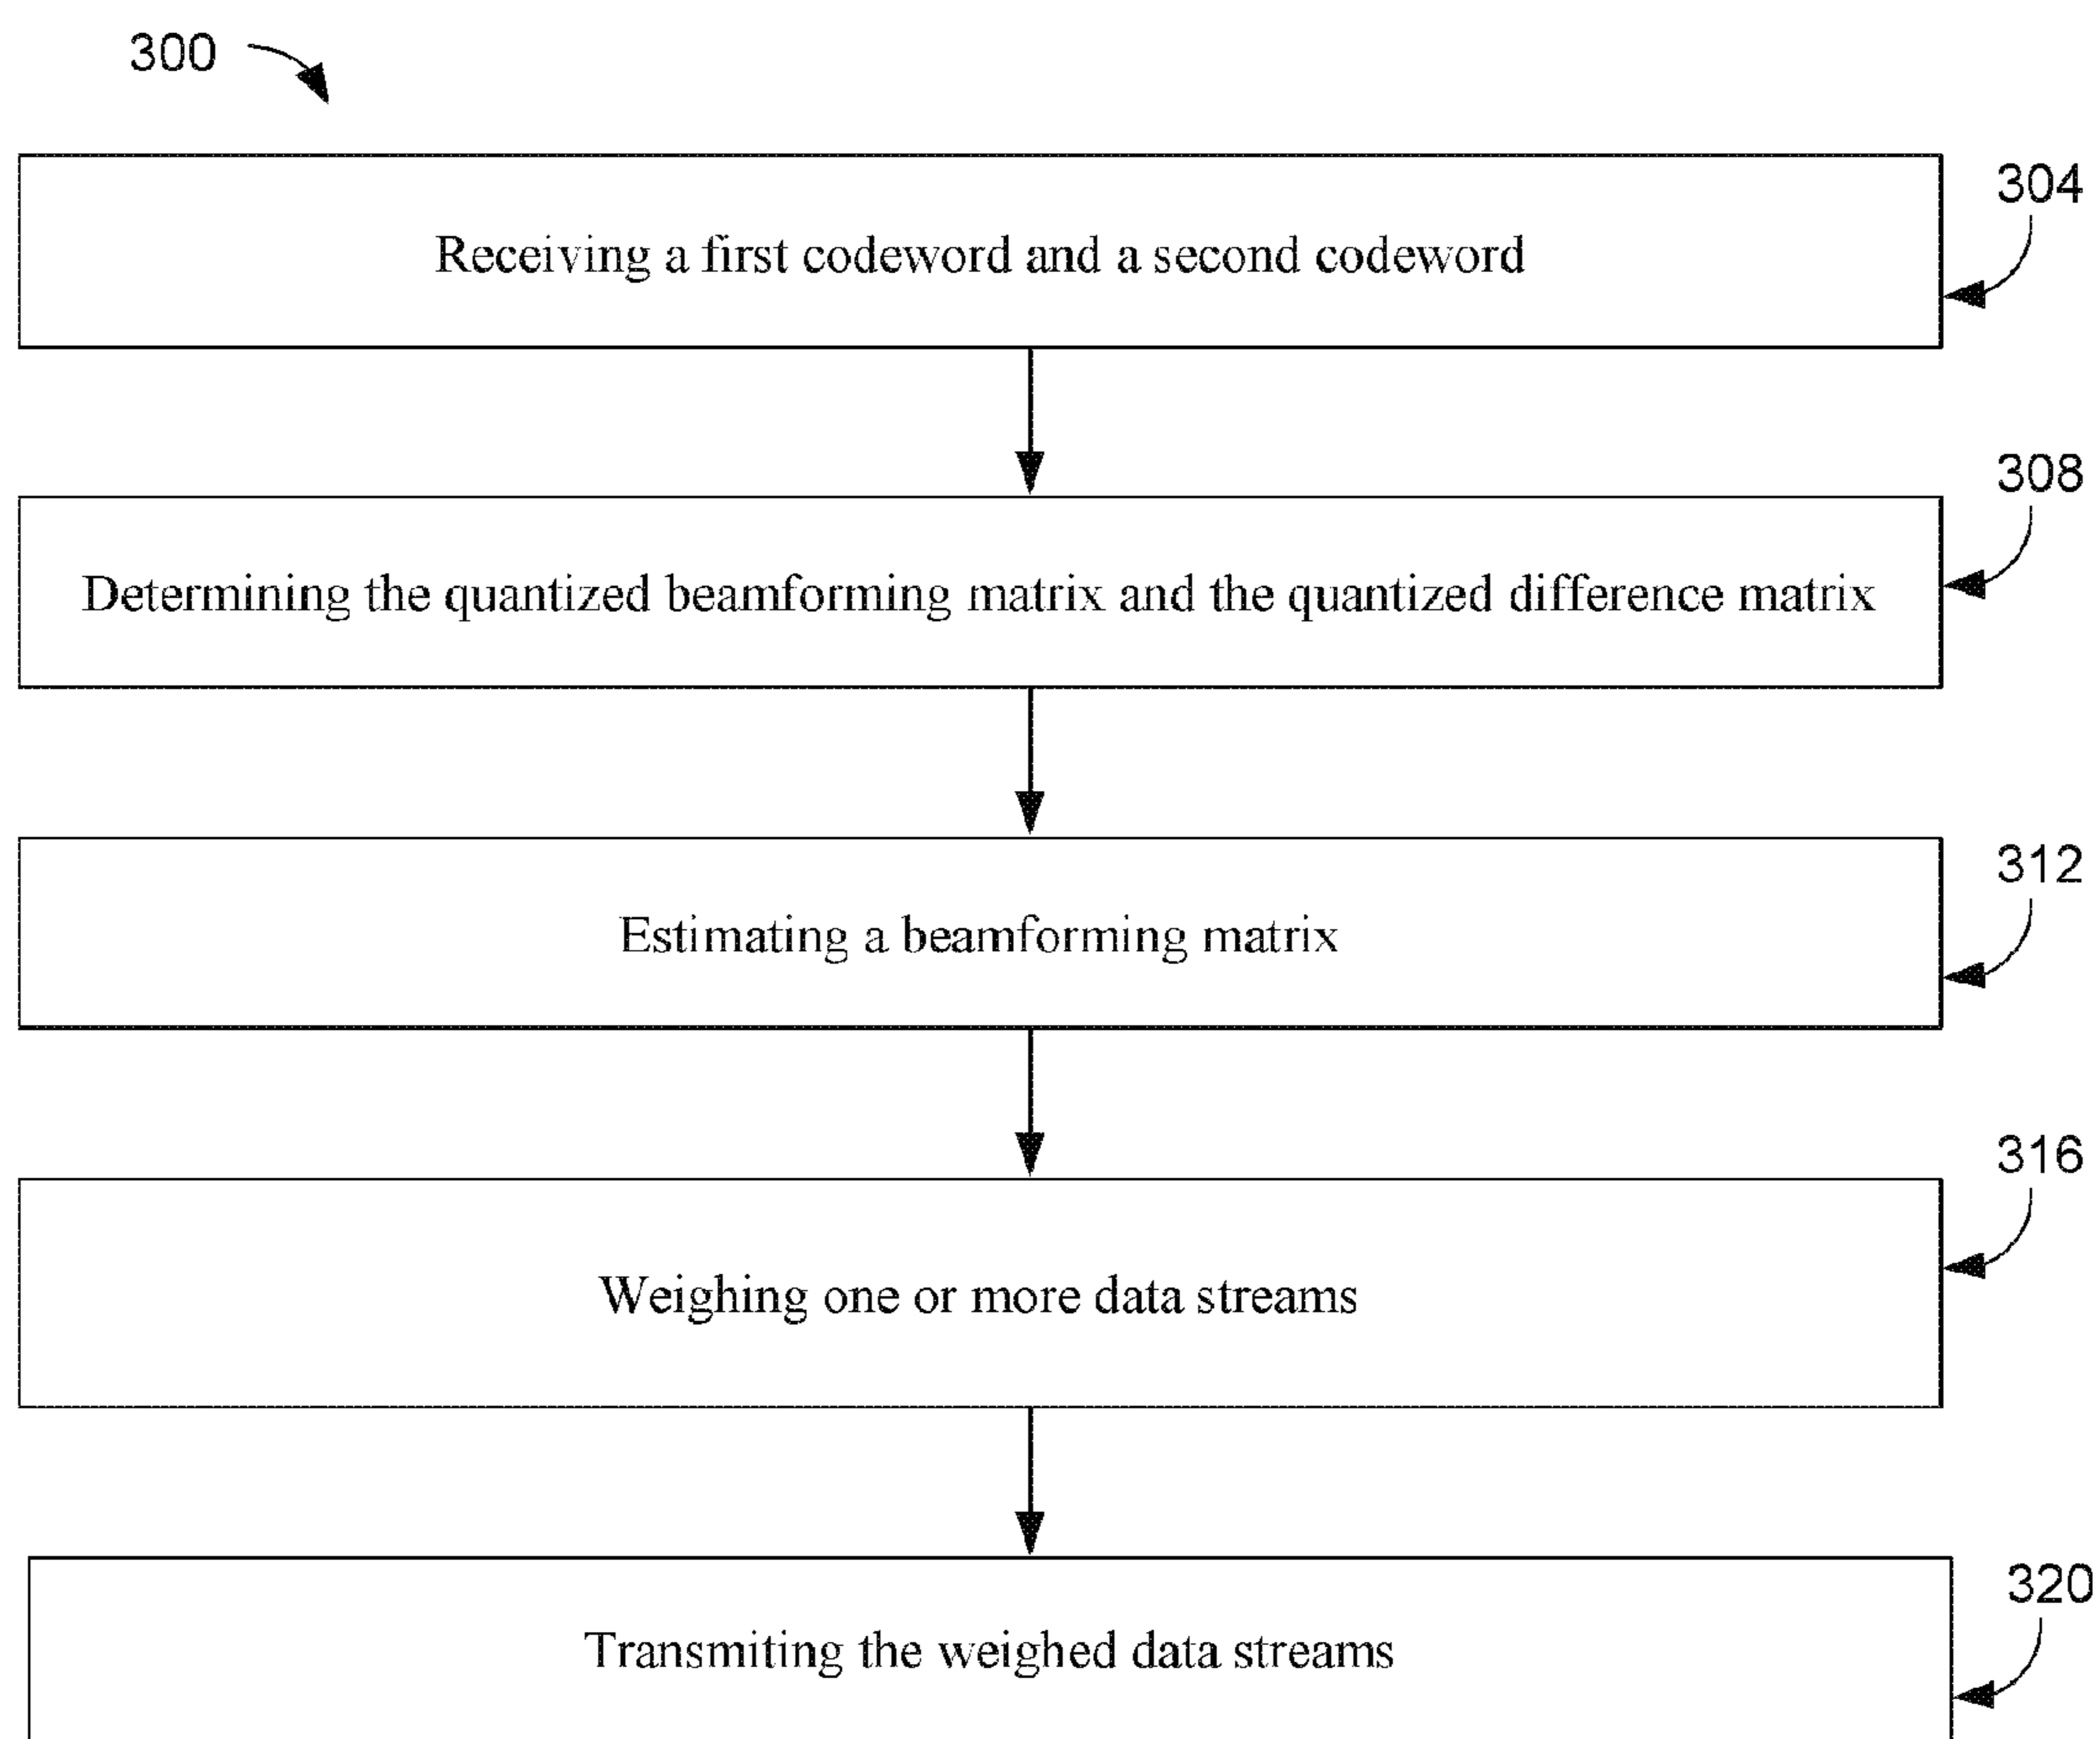 300
304
Receiving a first codeword and a second codeword
308
Determining the quantized beamforming matrix and the quantized difference matrix
312
Estimating a beamforming matrix
316
Weighing one or more data streams
320
Transmiting the weighed data streams